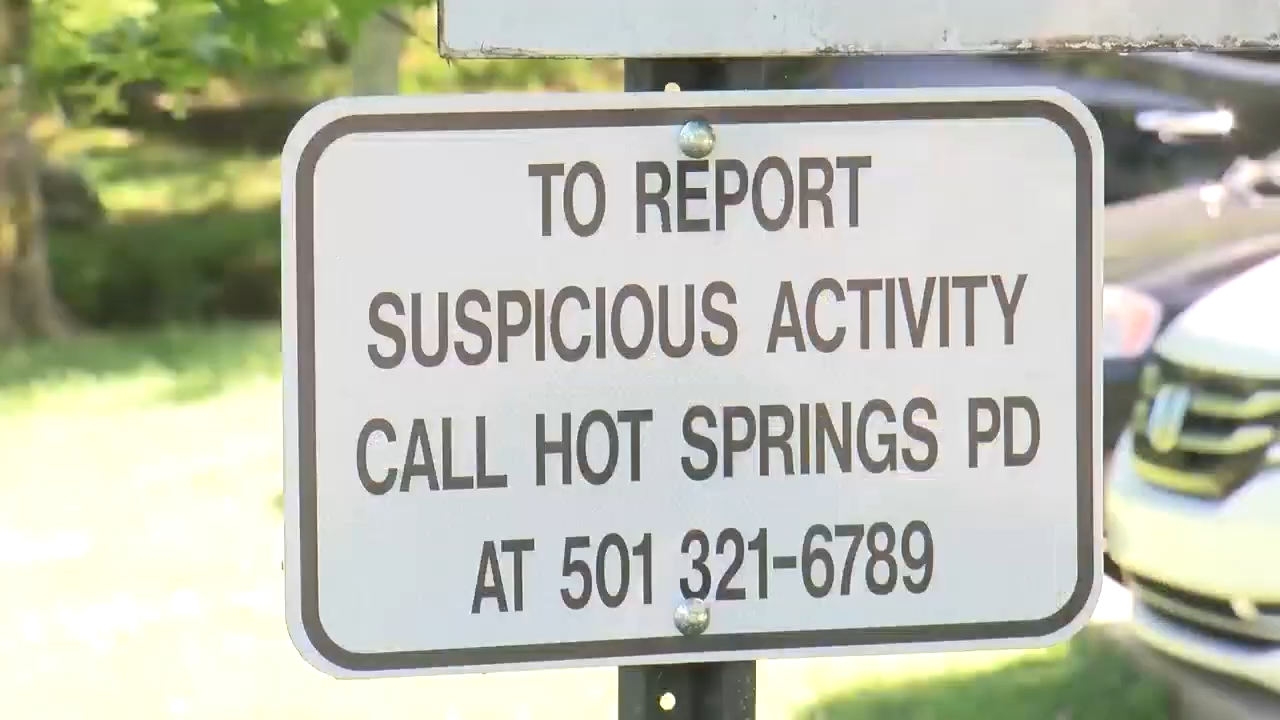 TO REPORT
SUSPICIOUS ACTIVITY
CALL HOT SPRINGS PD
AT 501 321-6789